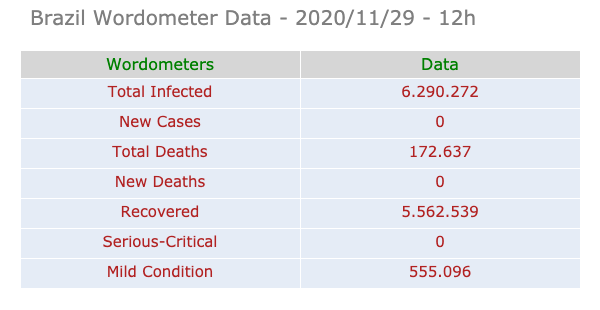 Brazil Wordometer Data - 2020/11/29 - 12h
Wordometers Data
Total Infected 6.290.272
New Cases 0
Total Deaths 172.637
New Deaths 0
Recovered 5.562.539
Serious-Critical 0
Mild Condition 555.096